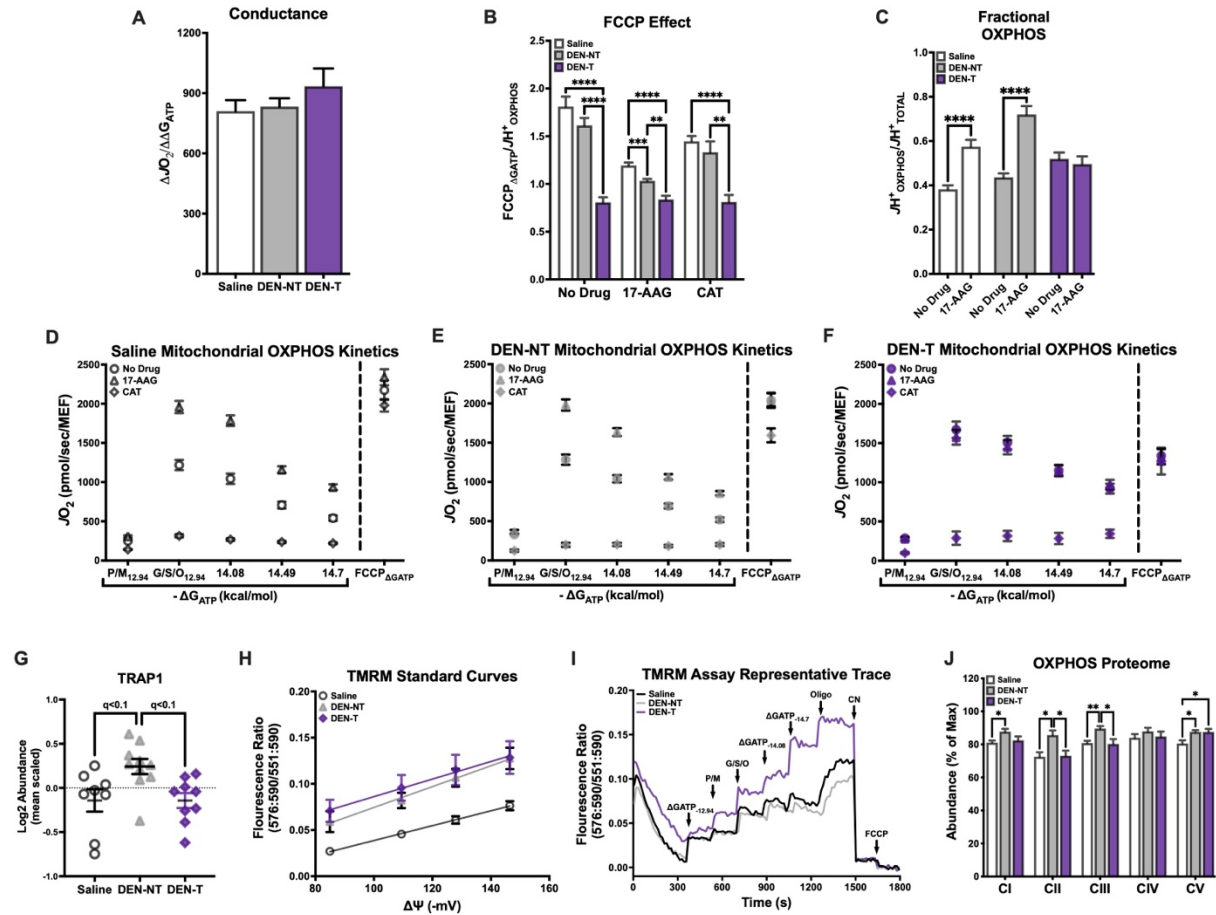 A
Conductance
ΔJO2/ΔΔGATP
1200
900
600
300
0
Saline DEN-NT DEN-T
B
FCCP Effect
Saline
DEN-NT
DEN-T
FCCPΔGATP/JH+OXPHOS
2.5
2.0
1.5
1.0
0.5
0.0
**** **** ****
**** ** **
***
No Drug 17-AAG CAT
C
Fractional
OXPHOS
Saline
DEN-NT
DEN-T
JH+OXPHOS/JH+TOTAL
1.0
0.8
0.6
0.4
0.2
0.0
**** ****
No Drug 17-AAG No Drug 17-AAG No Drug 17-AAG
D
Saline Mitochondrial OXPHOS Kinetics
No Drug
17-AAG
CAT
JO2 (pmol/sec/MEF)
2500
2000
1500
1000
500
0
P/M12.94 G/S/O12.94 14.08 14.49 14.7 FCCPΔGATP
- ΔGATP (kcal/mol)
E
DEN-NT Mitochondrial OXPHOS Kinetics
No Drug
17-AAG
CAT
JO2 (pmol/sec/MEF)
2500
2000
1500
1000
500
0
P/M12.94 G/S/O12.94 14.08 14.49 14.7 FCCPΔGATP
- ΔGATP (kcal/mol)
F
DEN-T Mitochondrial OXPHOS Kinetics
No Drug
17-AAG
CAT
JO2 (pmol/sec/MEF)
2500
2000
1500
1000
500
0
P/M12.94 G/S/O12.94 14.08 14.49 14.7 FCCPΔGATP
- ΔGATP (kcal/mol)
G
TRAP1
q<0.1 q<0.1
Log2 Abundance
(mean scaled)
1.0
0.5
0.0
-0.5
-1.0
Saline DEN-NT DEN-T
H
TMRM Standard Curves
Saline
DEN-NT
DEN-T
Flourescence Ratio
(576:590/551:590)
0.20
0.15
0.10
0.05
0.00
80 100 120 140 160
ΔΨ (-mV)
I
TMRM Assay Representative Trace
Saline
DEN-NT
DEN-T
Flourescence Ratio
(576:590/551:590)
0.20
0.15
0.10
0.05
0.00
ΔGATP-12.94
P/M
G/S/O
ΔGATP-14.08
ΔGATP-14.7
Oligo
CN
FCCP
0 300 600 900 1200 1500 1800
Time (s)
J
OXPHOS Proteome
Saline
DEN-NT
DEN-T
Abundance (% of Max)
120
100
80
60
40
20
0
* * * ** * * *
CI CII CIII CIV CV